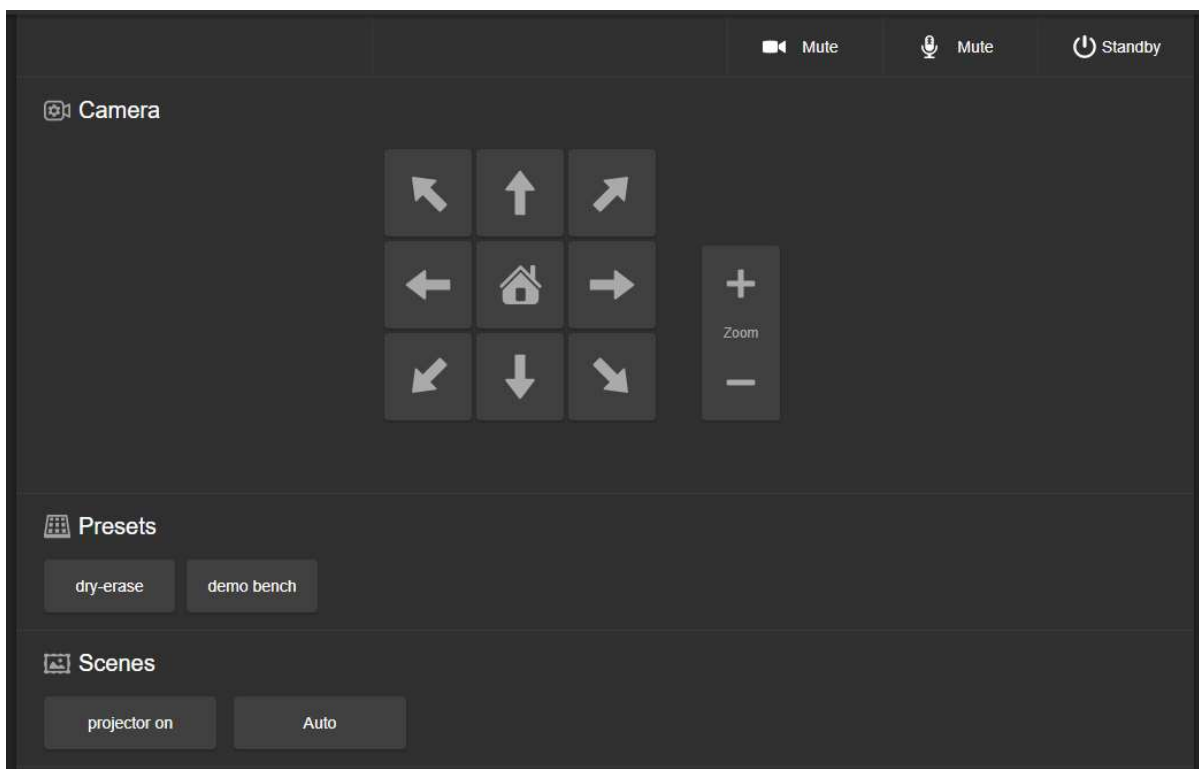 Mute Mute Standby
Camera
Zoom
Presets
dry-erase demo bench
Scenes
projector on Auto